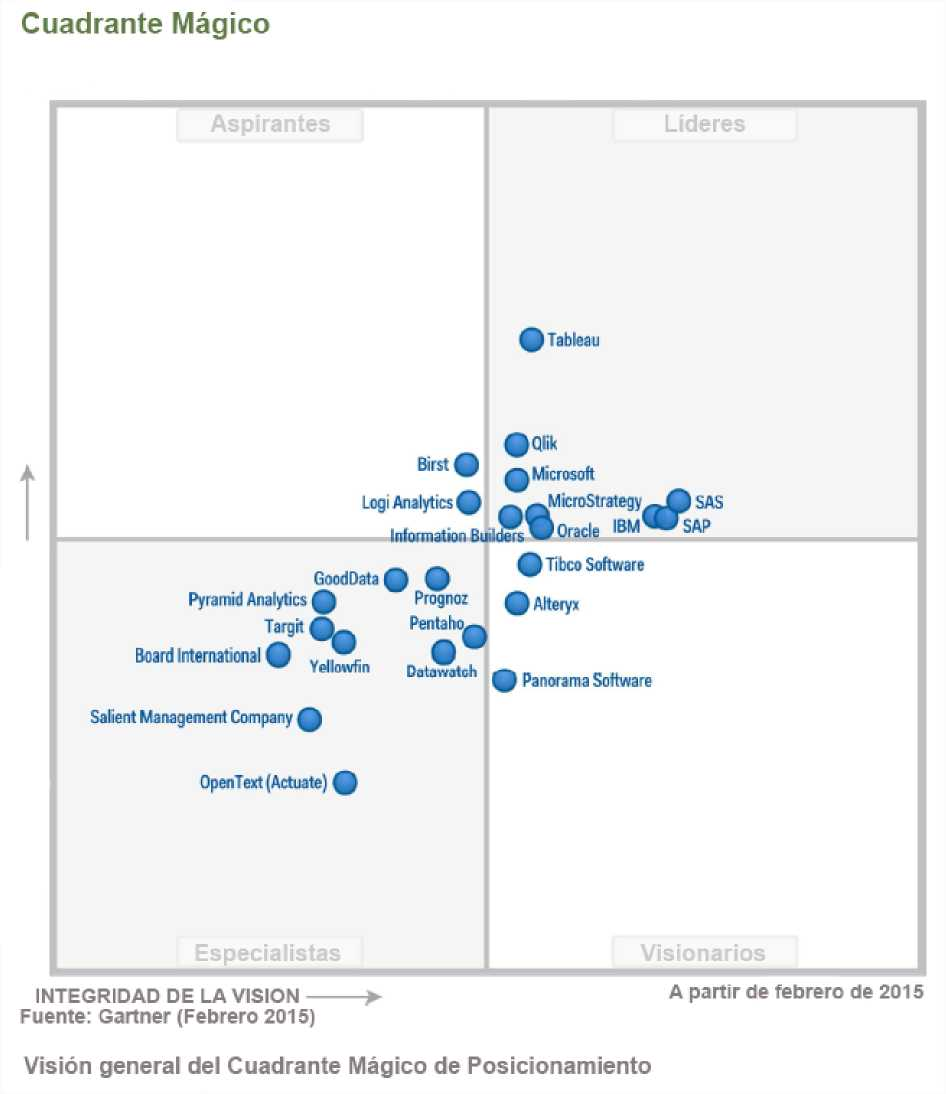 Cuadrante Mágico
Aspirantes
Líderes
Tableau
Qlik
Birst
Microsoft
Logi Analytics
MicroStrategy
SAS
Information Builders
Oracle
IBM
SAP
Tibco Software
GoodData
Prognoz
Pyramid Analytics
Alteryx
Targit
Pentaho
Board International
Yellowfin
Datawatch
Panorama Software
Salient Management Company
OpenText (Actuate)
Especialistas
Visionarios
INTEGRIDAD DE LA VISION
A partir de febrero de 2015
Fuente: Gartner (Febrero 2015)
Visión general del Cuadrante Mágico de Posicionamiento